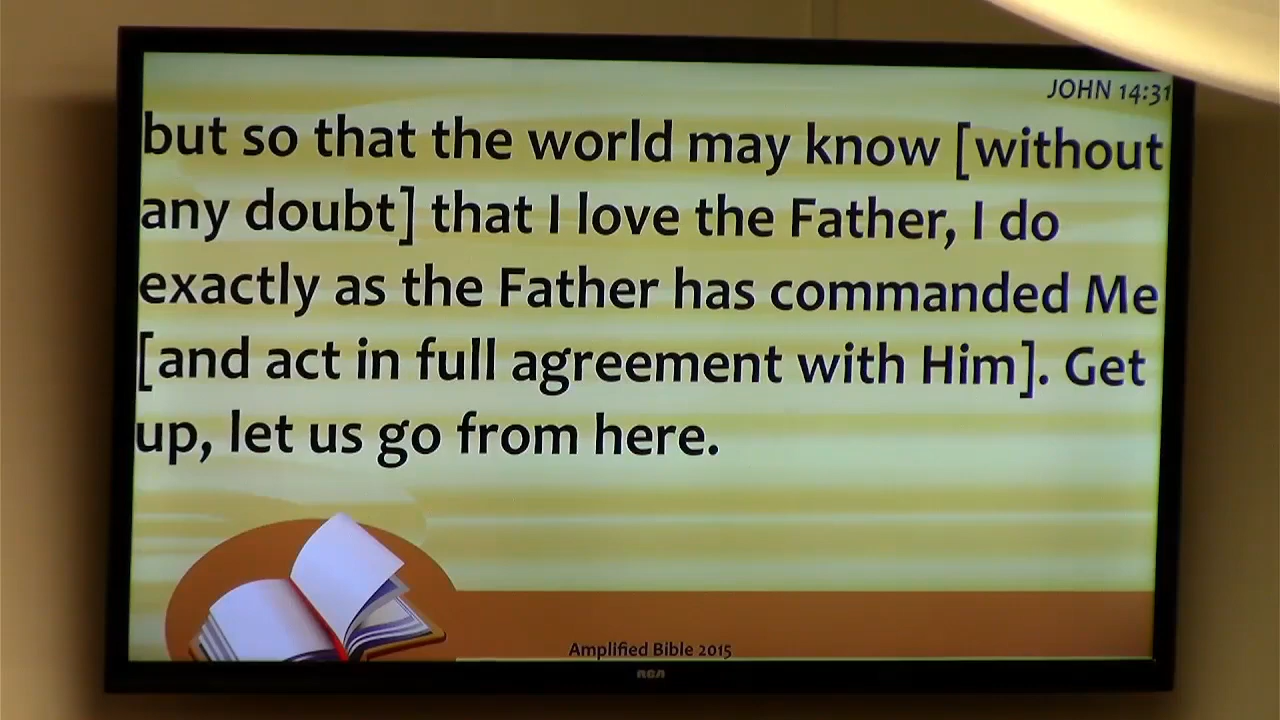 JOHN 14:31
but so that the world may know [without
any doubt] that I love the Father, I do
exactly as the Father has commanded Me
[and act in full agreement with Him]. Get
up, let us go from here.
Amplified Bible 2015
RCA